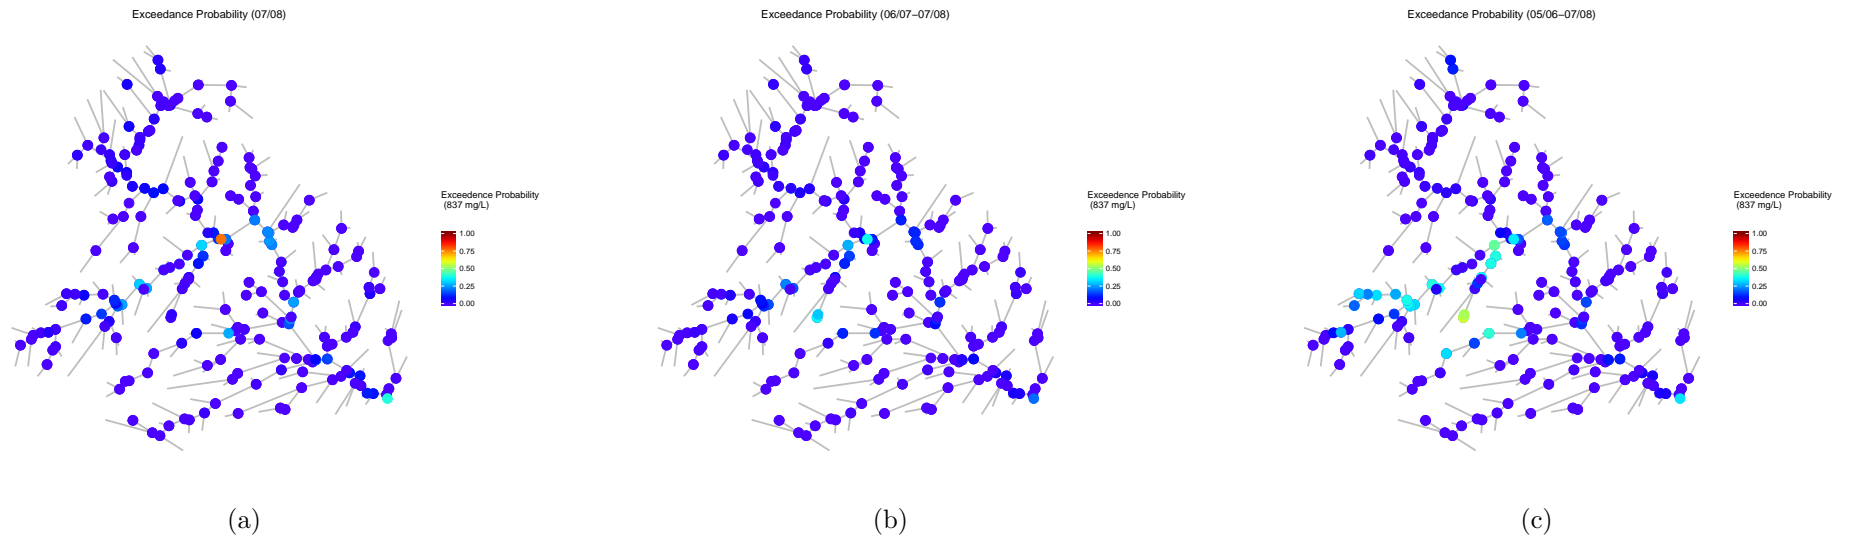 Exceedance Probability (07/08)
Exceedence Probability
(837 mg/L)
1.00
0.75
0.50
0.25
0.00
(a)
Exceedance Probability (06/07−07/08)
Exceedence Probability
(837 mg/L)
1.00
0.75
0.50
0.25
0.00
(b)
Exceedance Probability (05/06−07/08)
Exceedence Probability
(837 mg/L)
1.00
0.75
0.50
0.25
0.00
(c)